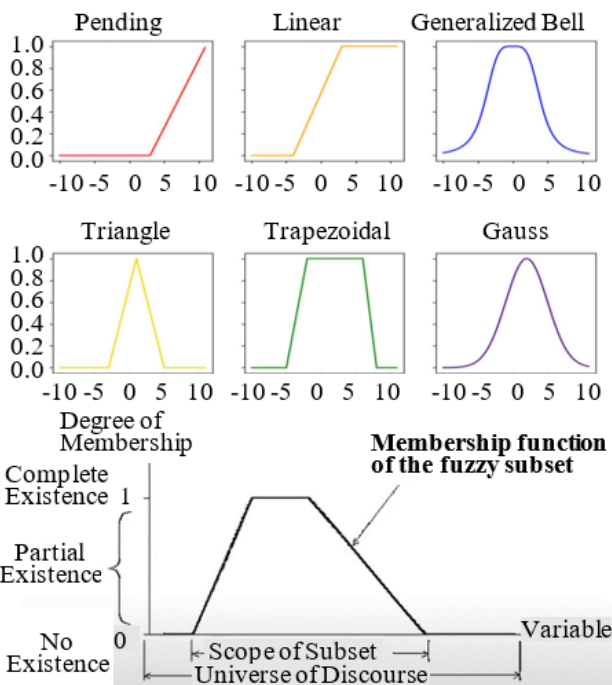 Pending Linear Generalized Bell
1.0
0.8
0.6
0.4
0.2
0.0
-10 -5 0 5 10 -10 -5 0 5 10 -10 -5 0 5 10
Triangle Trapezoidal Gauss
1.0
0.8
0.6
0.4
0.2
0.0
-10 -5 0 5 10 -10 -5 0 5 10 -10 -5 0 5 10
Degree of
Membership
Membership function
of the fuzzy subset
Complete
Existence 1
Partial
Existence
No
Existence
0
Variable
Scope of Subset
Universe of Discourse